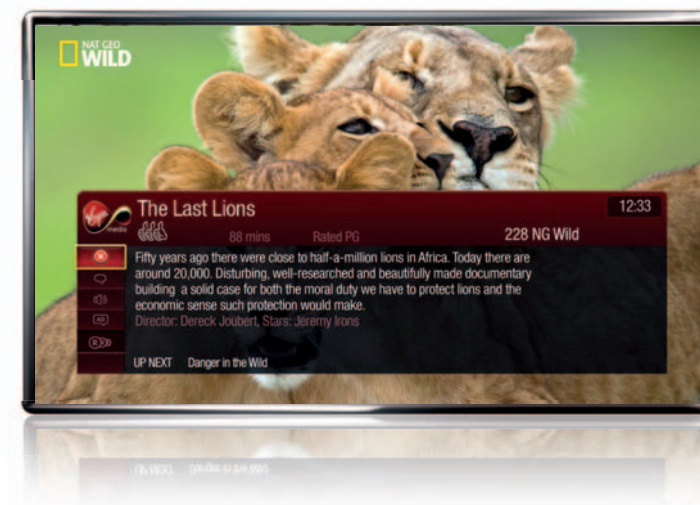 NAT GEO
WILD
Virgin
media
The Last Lions
12:33
88 mins
Rated PG
228 NG Wild
Fifty years ago there were close to half-a-million lions in Africa. Today there are
around 20,000. Disturbing, well-researched and beautifully made documentary
building a solid case for both the moral duty we have to protect lions and the
economic sense such protection would make.
Director: Dereck Joubert, Stars: Jeremy Irons
AD
R
UP NEXT Danger in the Wild